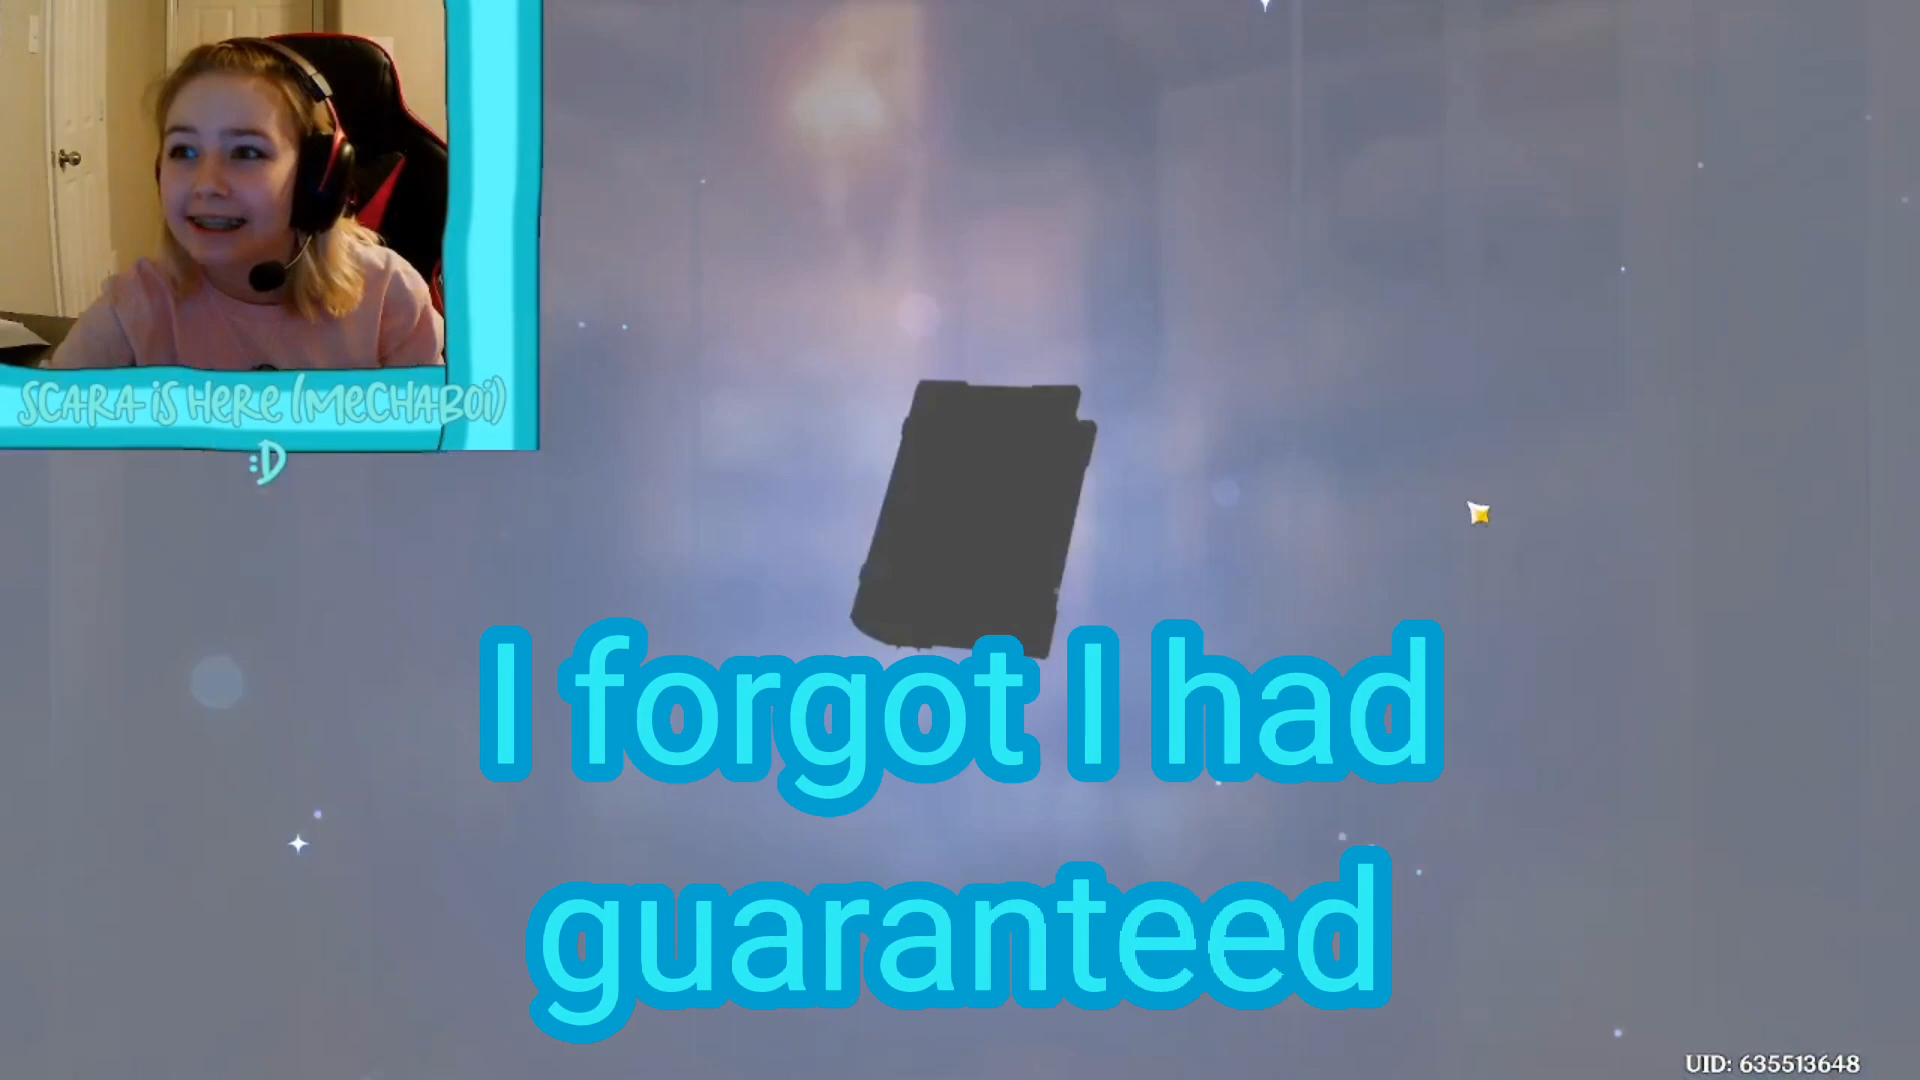 SCARA iS HERE (MECHABOi)
:D
I forgot I had
guaranteed
UID: 635513648